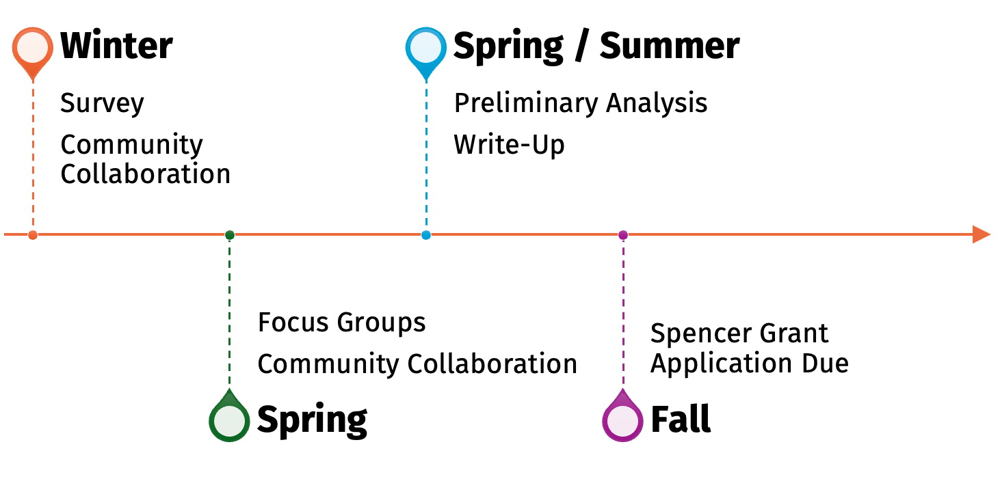 Winter
Survey
Community
Collaboration
Spring / Summer
Preliminary Analysis
Write-Up
Focus Groups
Community Collaboration
Spring
Spencer Grant
Application Due
Fall